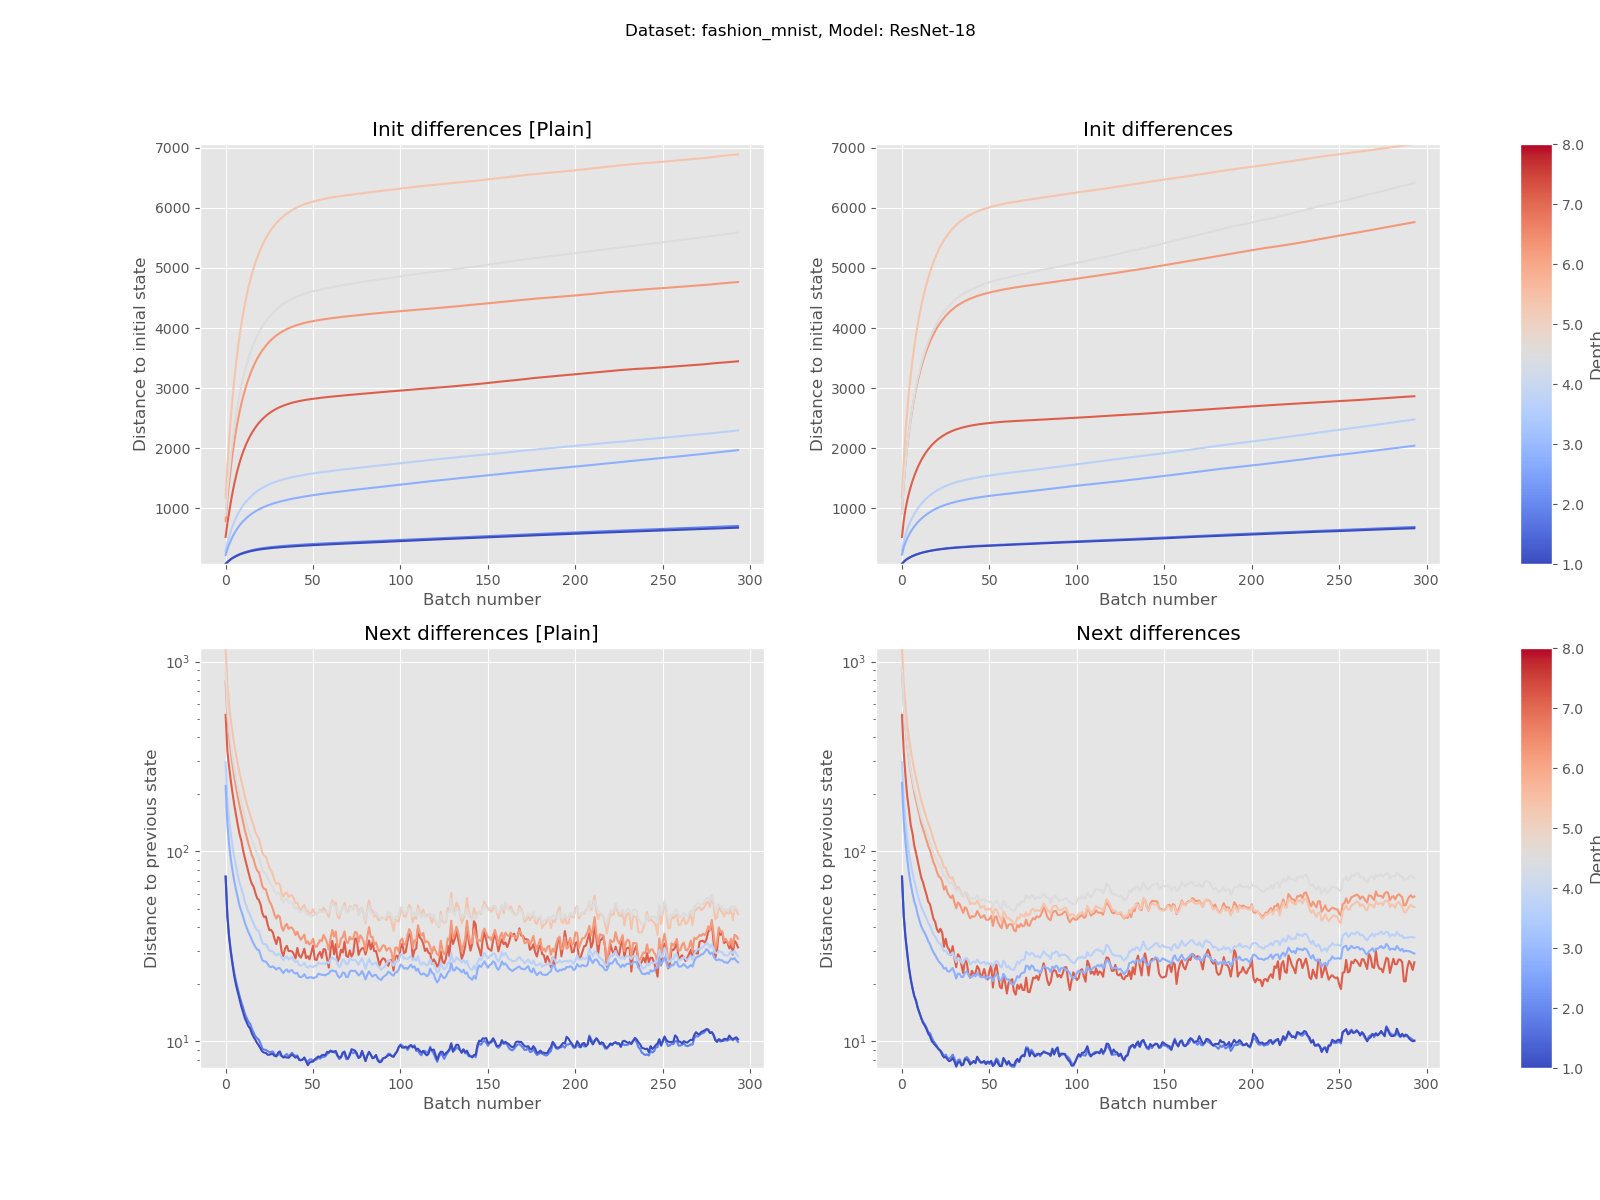 Dataset: fashion_mnist, Model: ResNet-18
Init differences [Plain]
Distance to initial state
7000
6000
5000
4000
3000
2000
1000
0 50 100 150 200 250 300
Batch number
Init differences
Distance to initial state
7000
6000
5000
4000
3000
2000
1000
0 50 100 150 200 250 300
Batch number
8.0
7.0
6.0
5.0
4.0
3.0
2.0
1.0
Depth
Next differences [Plain]
Distance to previous state
10³
10²
10¹
0 50 100 150 200 250 300
Batch number
Next differences
Distance to previous state
10³
10²
10¹
0 50 100 150 200 250 300
Batch number
8.0
7.0
6.0
5.0
4.0
3.0
2.0
1.0
Depth